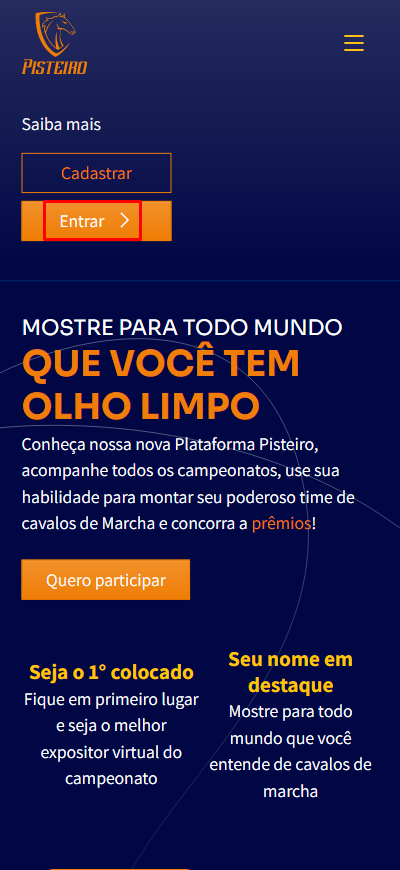 PISTEIRO
Saiba mais
Cadastrar
Entrar
MOSTRE PARA TODO MUNDO
QUE VOCÊ TEM
OLHO LIMPO
Conheça nossa nova Plataforma Pisteiro,
acompanhe todos os campeonatos, use sua
habilidade para montar seu poderoso time de
cavalos de Marcha e concorra a prêmios!
Quero participar
Seja o 1° colocado
Fique em primeiro lugar
e seja o melhor
expositor virtual do
campeonato
Seu nome em
destaque
Mostre para todo
mundo que você
entende de cavalos de
marcha